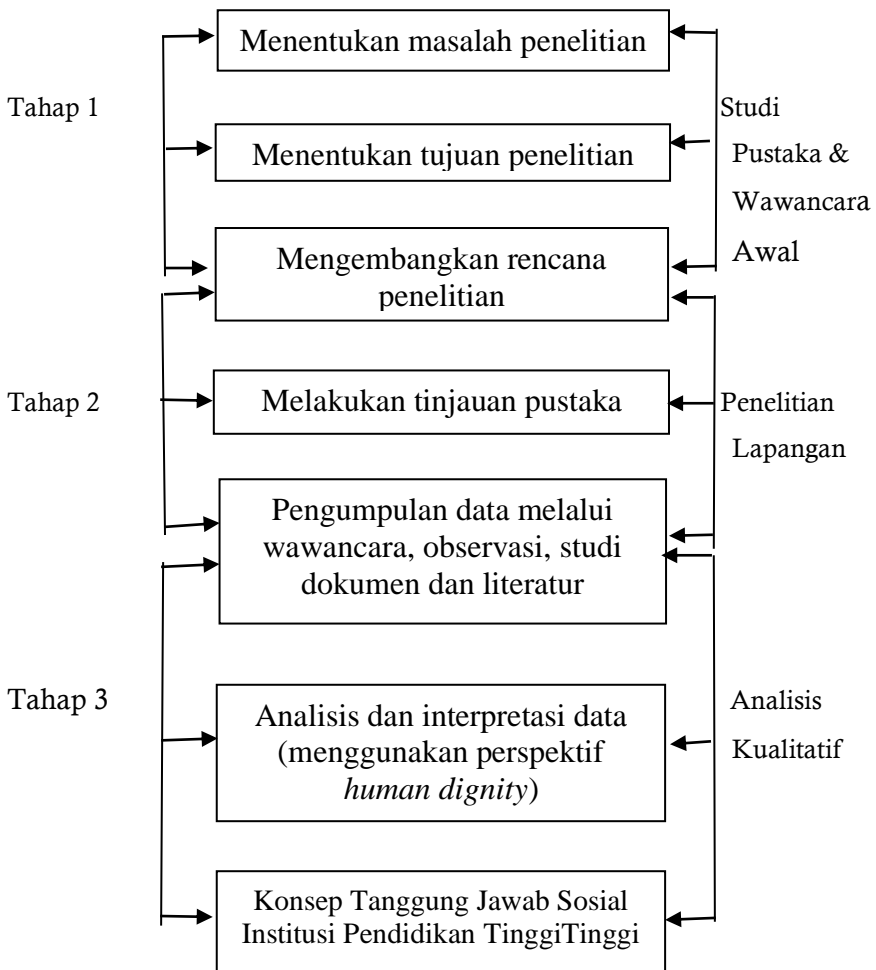 Menentukan masalah penelitian
Tahap 1
Studi
Menentukan tujuan penelitian
Pustaka &
Wawancara
Awal
Mengembangkan rencana
penelitian
Tahap 2
Melakukan tinjauan pustaka
Penelitian
Lapangan
Pengumpulan data melalui
wawancara, observasi, studi
dokumen dan literatur
Tahap 3
Analisis dan interpretasi data
(menggunakan perspektif
human dignity)
Analisis
Kualitatif
Konsep Tanggung Jawab Sosial
Institusi Pendidikan TinggiTinggi